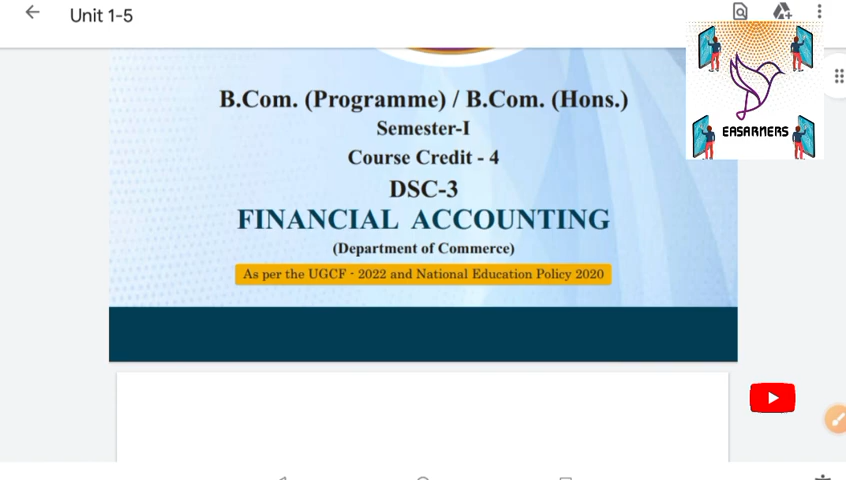 Unit 1-5
EASARMERS
B.Com. (Programme) / B.Com. (Hons.)
Semester-I
Course Credit - 4
DSC-3
FINANCIAL ACCOUNTING
(Department of Commerce)
As per the UGCF - 2022 and National Education Policy 2020